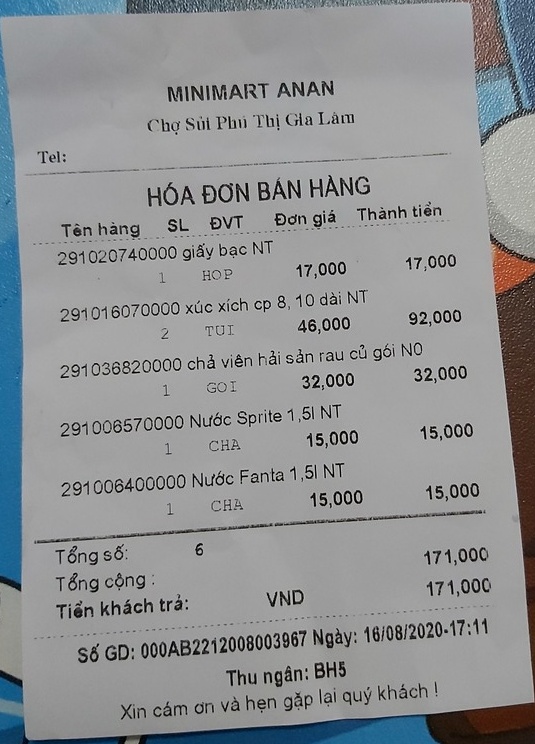 MINIMART ANAN
Chợ Sủi Phú Thị Gia Lâm
Tel:
HÓA ĐƠN BÁN HÀNG
Tên hàng SL ĐVT Đơn giá Thành tiền
291020740000 giấy bạc NT
1 HOP 17,000 17,000
291016070000 xúc xích cp 8, 10 dài NT
2 TUI 46,000 92,000
291036820000 chả viên hải sản rau củ gói N0
1 GOI 32,000 32,000
291006570000 Nước Sprite 1,5l NT
1 CHA 15,000 15,000
291006400000 Nước Fanta 1,5l NT
1 CHA 15,000 15,000
Tổng số: 6
Tổng cộng : 171,000
Tiền khách trả: VND 171,000
Số GD: 000AB2212008003967 Ngày: 16/08/2020-17:11
Thu ngân: BH5
Xin cám ơn và hẹn gặp lại quý khách !